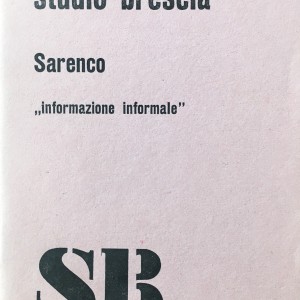 studio brescia
Sarenco
„informazione informale”
SB